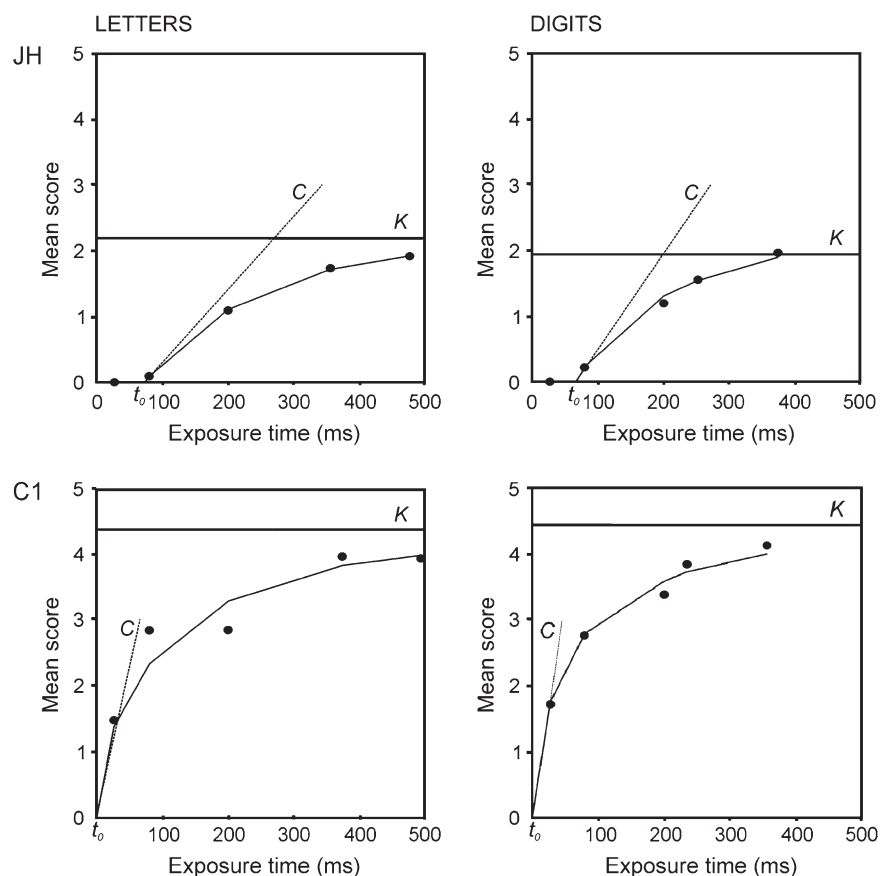 LETTERS
DIGITS
JH
5
4
3
2
1
0
Mean score
C
K
0 t₀ 100 200 300 400 500
Exposure time (ms)
5
4
3
2
1
0
Mean score
C
K
0 t₀ 100 200 300 400 500
Exposure time (ms)
C1
5
4
3
2
1
0
Mean score
K
C
t₀ 100 200 300 400 500
Exposure time (ms)
5
4
3
2
1
0
Mean score
K
C
t₀ 100 200 300 400 500
Exposure time (ms)